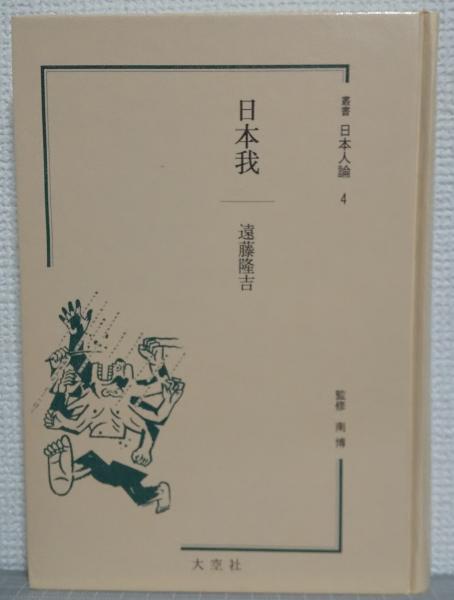 叢書 日本人論 4
日本我
遠藤隆吉
監修 南 博
大空社